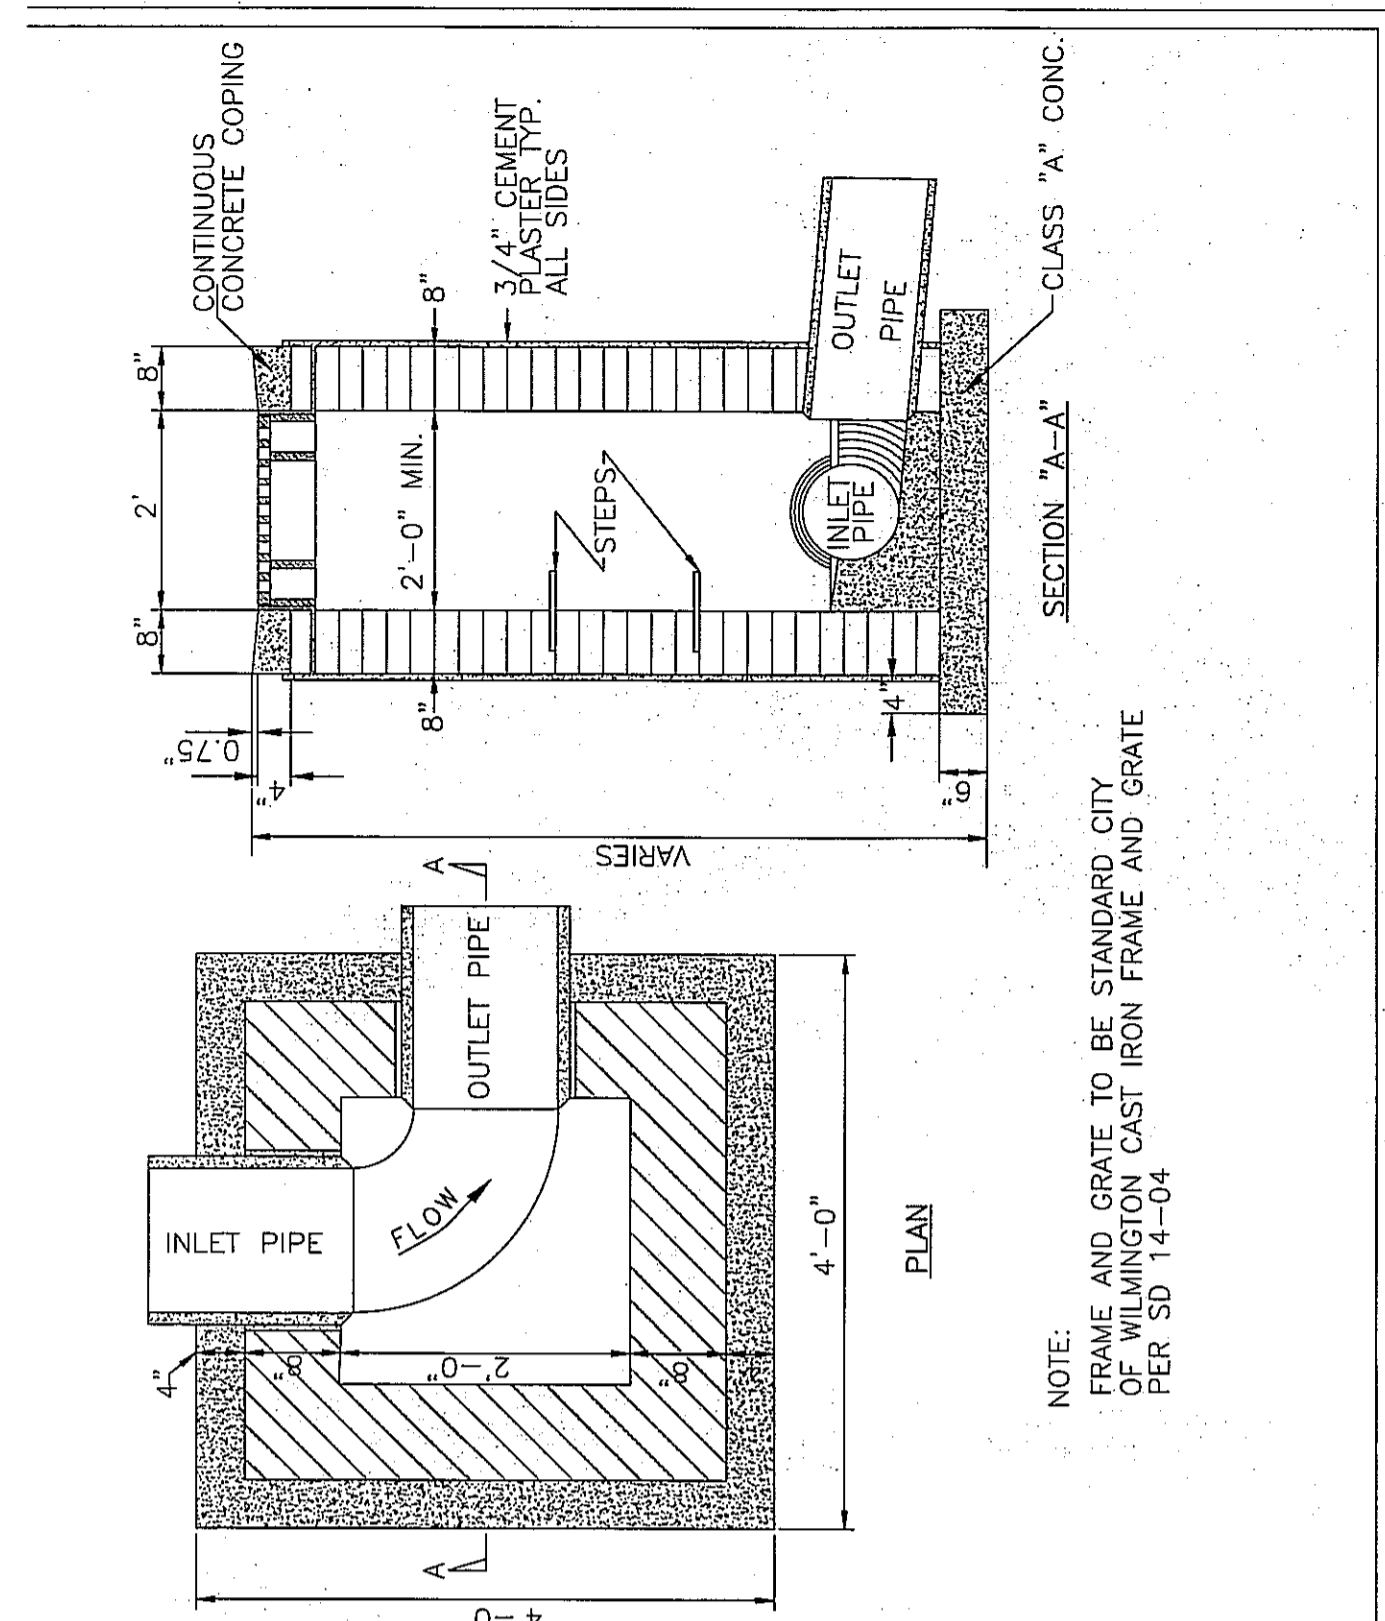 CONTINUOUS
CONCRETE COPING
3/4" CEMENT
PLASTER TYP.
ALL SIDES
8"
2'
8"
8"
2'-0" MIN.
8"
STEPS
INLET
PIPE
OUTLET
PIPE
0.75"
4"
VARIES
4"
6"
CLASS "A" CONC.
SECTION "A-A"
A
A
INLET PIPE
OUTLET PIPE
FLOW
4"
8"
2'-0"
8"
4'-0"
4'-0
PLAN
NOTE:
FRAME AND GRATE TO BE STANDARD CITY
OF WILMINGTON CAST IRON FRAME AND GRATE
PER SD 14-04